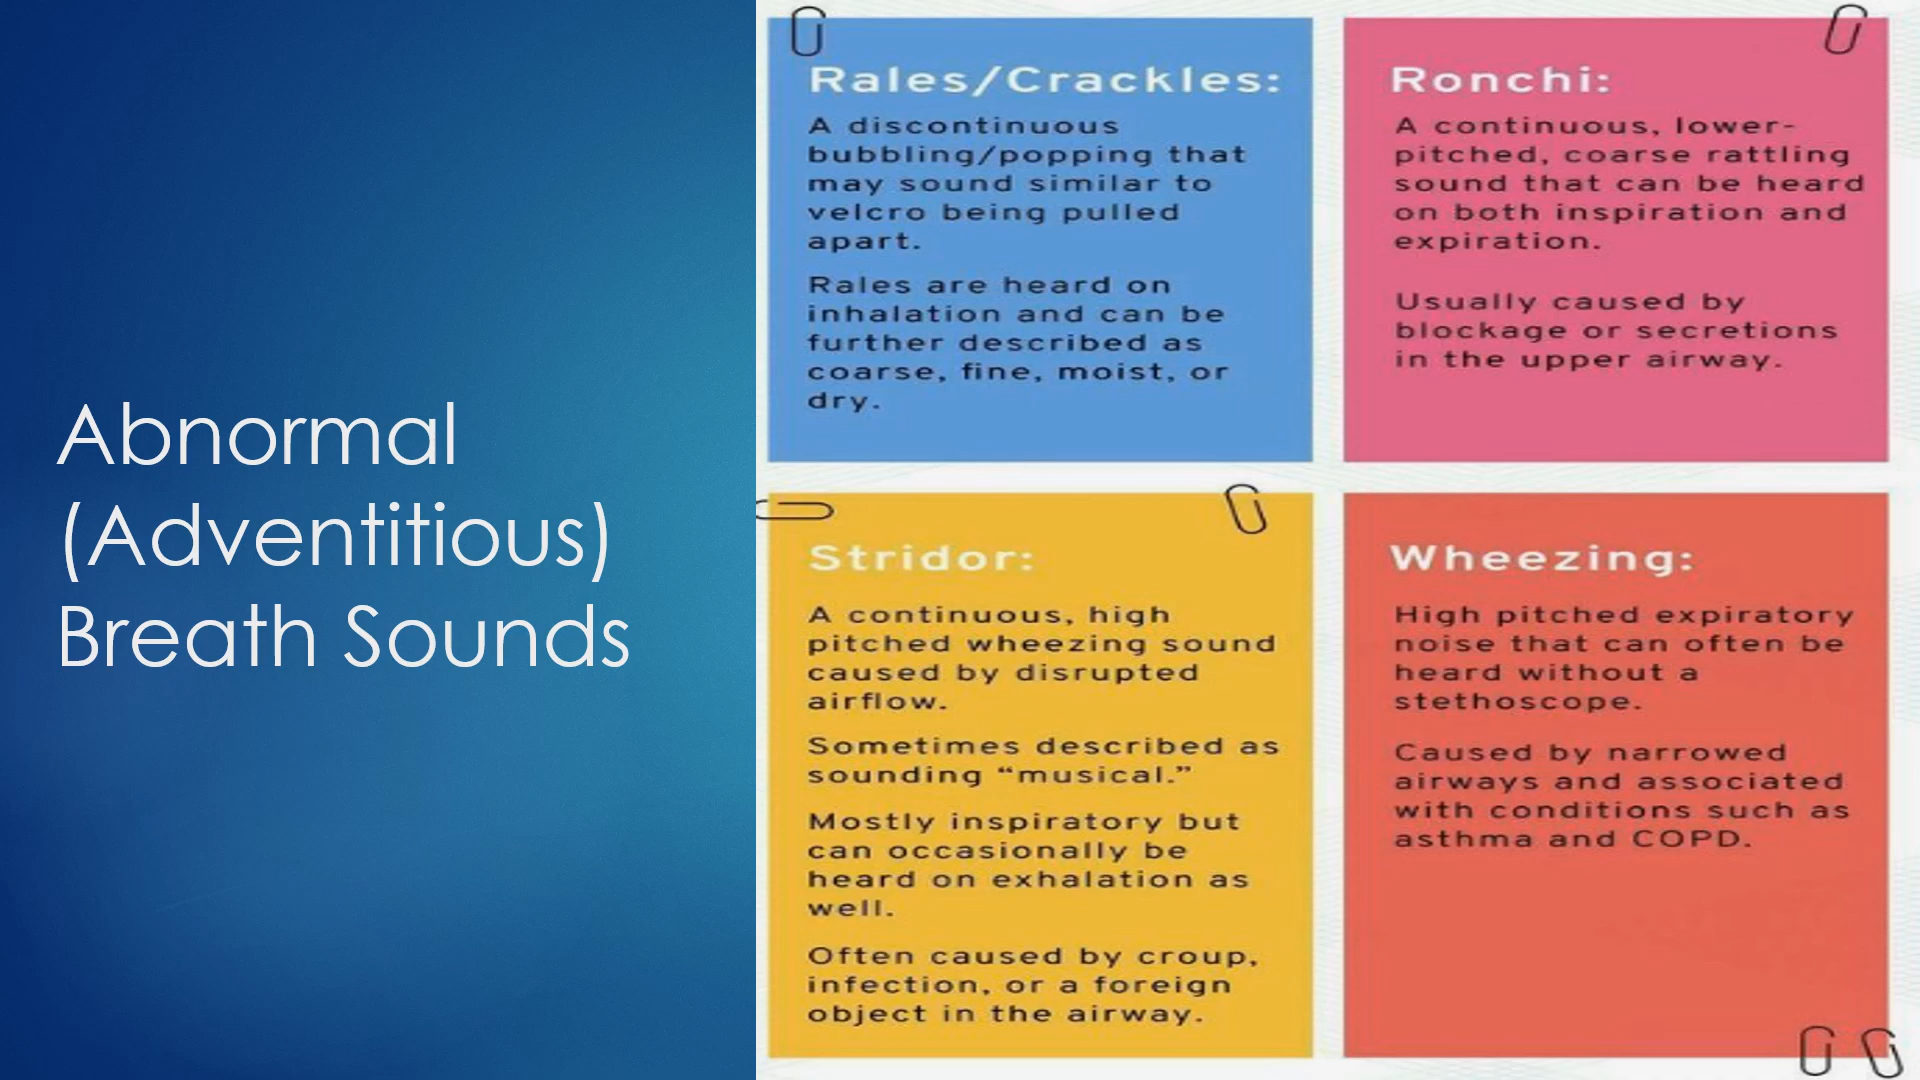 Abnormal
(Adventitious)
Breath Sounds
Rales/Crackles:
A discontinuous
bubbling/popping that
may sound similar to
velcro being pulled
apart.
Rales are heard on
inhalation and can be
further described as
coarse, fine, moist, or
dry.
Ronchi:
A continuous, lower-
pitched, coarse rattling
sound that can be heard
on both inspiration and
expiration.
Usually caused by
blockage or secretions
in the upper airway.
Stridor:
A continuous, high
pitched wheezing sound
caused by disrupted
airflow.
Sometimes described as
sounding “musical.”
Mostly inspiratory but
can occasionally be
heard on exhalation as
well.
Often caused by croup,
infection, or a foreign
object in the airway.
Wheezing:
High pitched expiratory
noise that can often be
heard without a
stethoscope.
Caused by narrowed
airways and associated
with conditions such as
asthma and COPD.